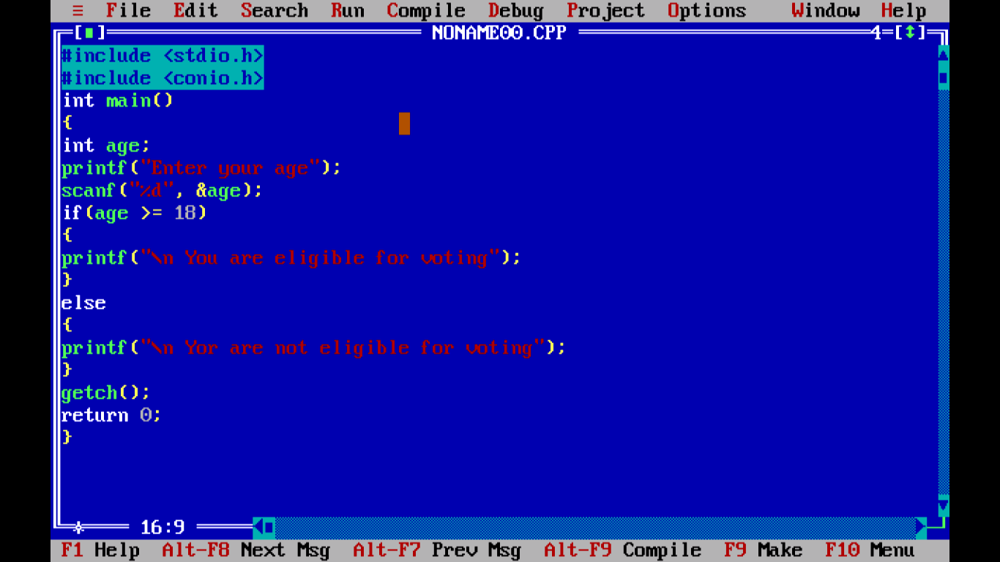 ≡ File Edit Search Run Compile Debug Project Options Window Help
[■] NONAME00.CPP 4=[↕]
#include <stdio.h>
#include <conio.h>
int main()
{
int age;
printf("Enter your age");
scanf("%d", &age);
if(age >= 18)
{
printf("\n You are eligible for voting");
}
else
{
printf("\n Yor are not eligible for voting");
}
getch();
return 0;
}
16:9
F1 Help Alt-F8 Next Msg Alt-F7 Prev Msg Alt-F9 Compile F9 Make F10 Menu